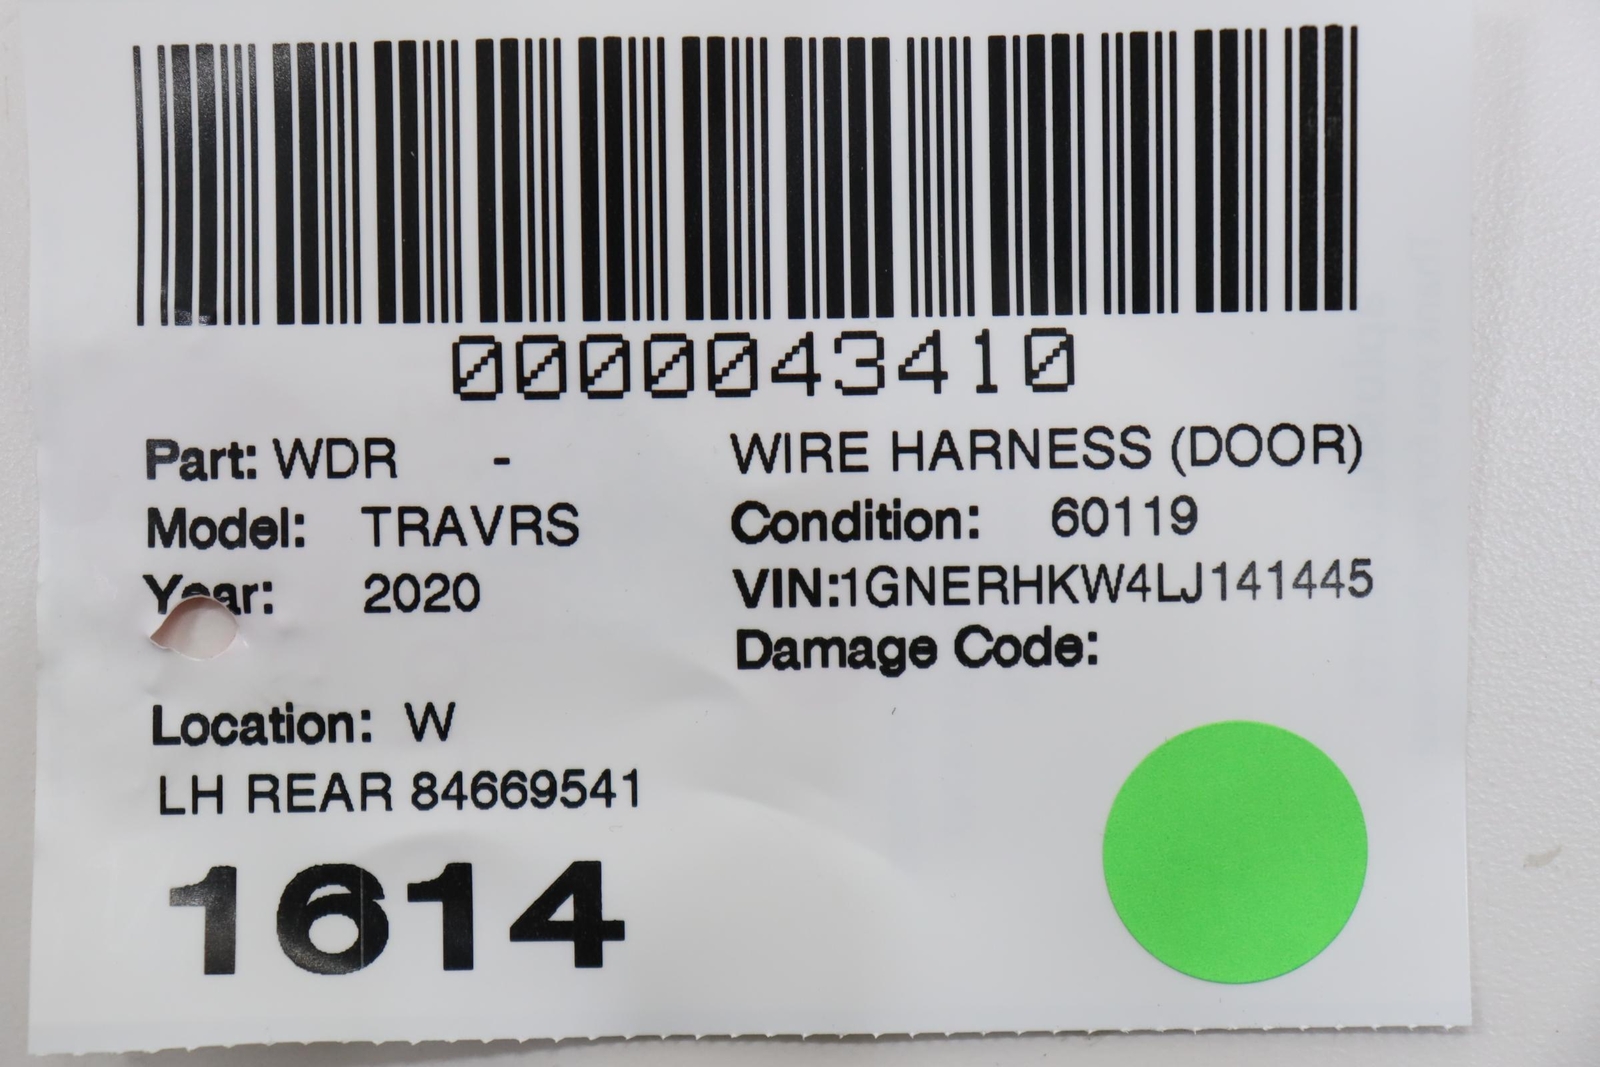 0000043410
Part: WDR - WIRE HARNESS (DOOR)
Model: TRAVRS Condition: 60119
Year: 2020 VIN:1GNERHKW4LJ141445
Damage Code:
Location: W
LH REAR 84669541
1614